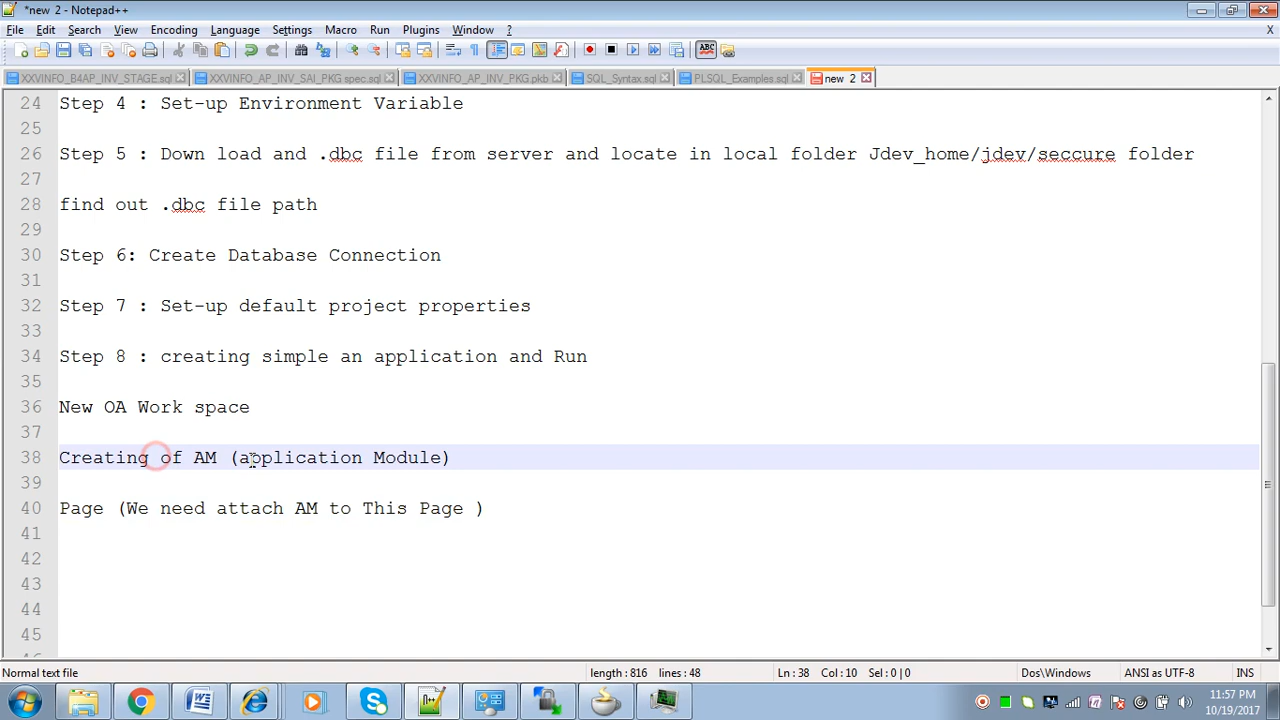 *new 2 - Notepad++
File Edit Search View Encoding Language Settings Macro Run Plugins Window ? X
XXVINFO_B4AP_INV_STAGE.sql XXVINFO_AP_INV_SAI_PKG spec.sql XXVINFO_AP_INV_PKG.pkb SQL_Syntax.sql PLSQL_Examples.sql new 2
24 Step 4 : Set-up Environment Variable
25
26 Step 5 : Down load and .dbc file from server and locate in local folder Jdev_home/jdev/seccure folder
27
28 find out .dbc file path
29
30 Step 6: Create Database Connection
31
32 Step 7 : Set-up default project properties
33
34 Step 8 : creating simple an application and Run
35
36 New OA Work space
37
38 Creating of AM (application Module)
39
40 Page (We need attach AM to This Page )
41
42
43
44
45
Normal text file length : 816 lines : 48 Ln : 38 Col : 10 Sel : 0 | 0 Dos\Windows ANSI as UTF-8 INS
11:57 PM
10/19/2017